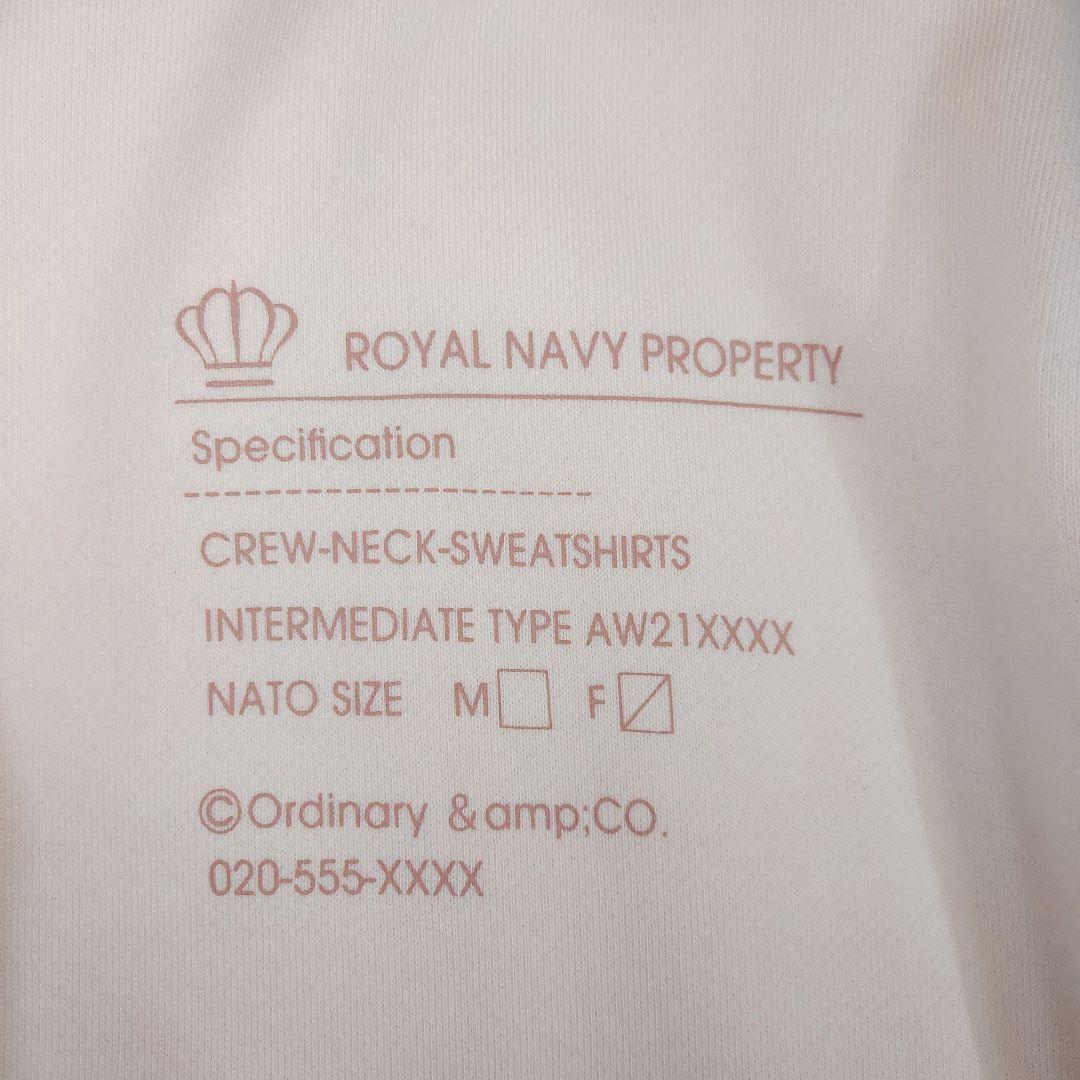 ROYAL NAVY PROPERTY
Specification
CREW-NECK-SWEATSHIRTS
INTERMEDIATE TYPE AW21XXXX
NATO SIZE M F
©Ordinary &amp;CO.
020-555-XXXX